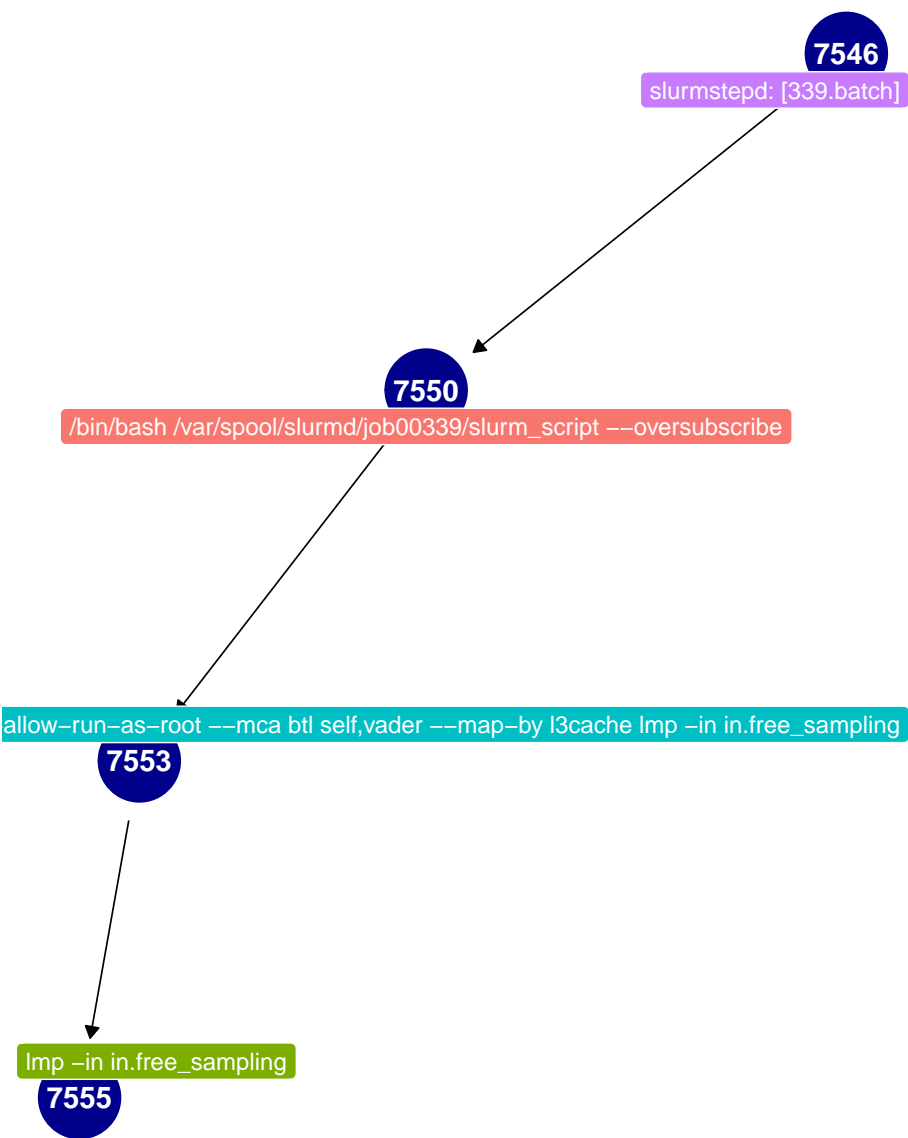 7546
slurmstepd: [339.batch]
7550
/bin/bash /var/spool/slurmd/job00339/slurm_script −−oversubscribe
allow−run−as−root −−mca btl self,vader −−map−by l3cache lmp −in in.free_sampling
7553
lmp −in in.free_sampling
7555